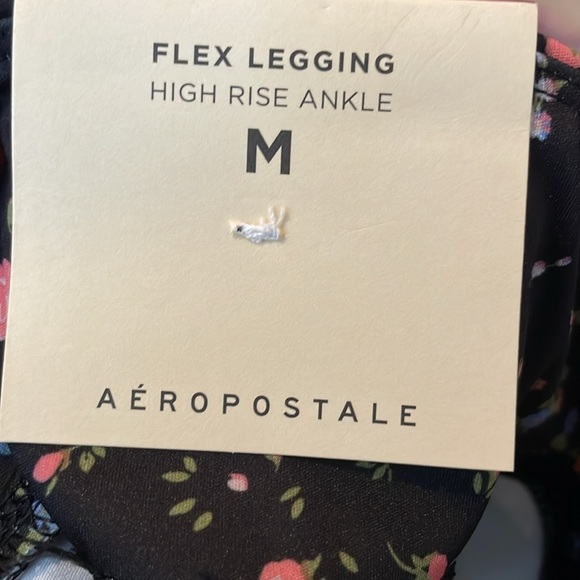 FLEX LEGGING
HIGH RISE ANKLE
M
AÉROPOSTALE